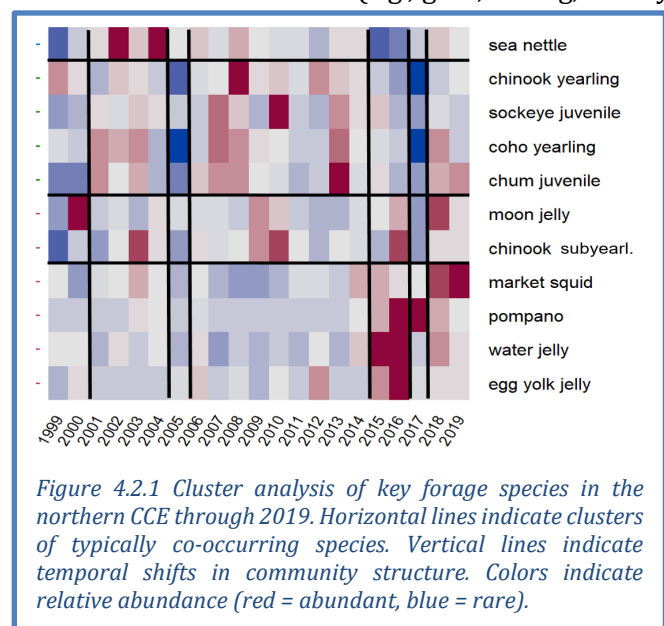 sea nettle
chinook yearling
sockeye juvenile
coho yearling
chum juvenile
moon jelly
chinook subyearl.
market squid
pompano
water jelly
egg yolk jelly
1999 2000 2001 2002 2003 2004 2005 2006 2007 2008 2009 2010 2011 2012 2013 2014 2015 2016 2017 2018 2019
Figure 4.2.1 Cluster analysis of key forage species in the
northern CCE through 2019. Horizontal lines indicate clusters
of typically co-occurring species. Vertical lines indicate
temporal shifts in community structure. Colors indicate
relative abundance (red = abundant, blue = rare).